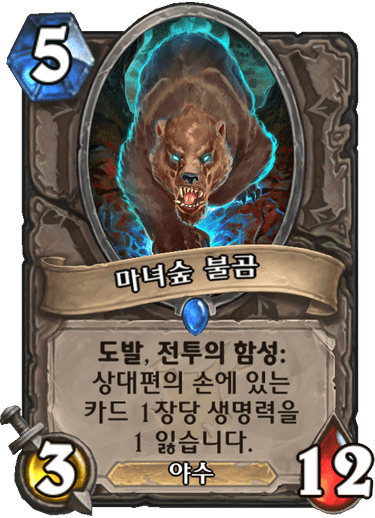 5
마녀숲 불곰
도발, 전투의 함성:
상대편의 손에 있는
카드 1장당 생명력을
1 잃습니다.
야수
3
12